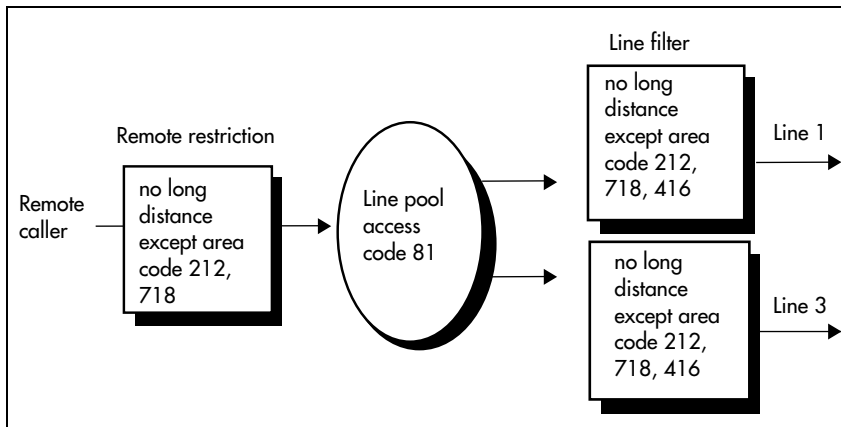 Remote
caller
Remote restriction
no long
distance
except area
code 212,
718
Line pool
access
code 81
Line filter
no long
distance
except area
code 212,
718, 416
Line 1
no long
distance
except area
code 212,
718, 416
Line 3